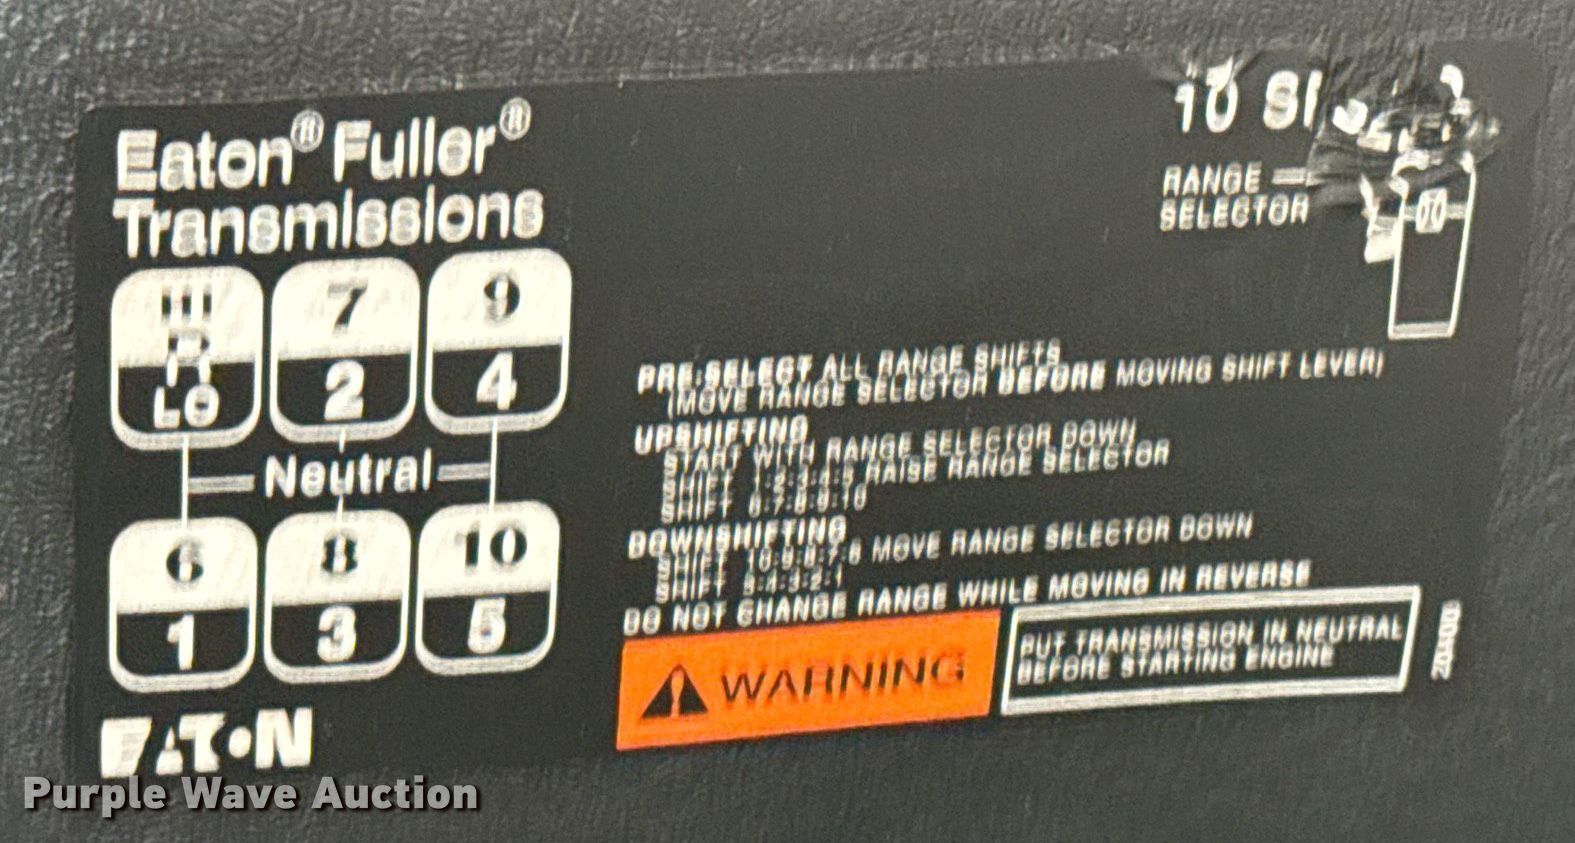 Eaton® Fuller®
Transmissions
10 SP
RANGE
SELECTOR
HI
R
LO
7
2
9
4
Neutral
6
1
8
3
10
5
PRE-SELECT ALL RANGE SHIFTS
(MOVE RANGE SELECTOR BEFORE MOVING SHIFT LEVER)
UPSHIFTING
START WITH RANGE SELECTOR DOWN
SHIFT 1-2-3-4-5, RAISE RANGE SELECTOR
SHIFT 6-7-8-9-10
DOWNSHIFTING
SHIFT 10-9-8-7-6 MOVE RANGE SELECTOR DOWN
SHIFT 5-4-3-2-1
DO NOT CHANGE RANGE WHILE MOVING IN REVERSE
WARNING
PUT TRANSMISSION IN NEUTRAL
BEFORE STARTING ENGINE
EATON
Purple Wave Auction